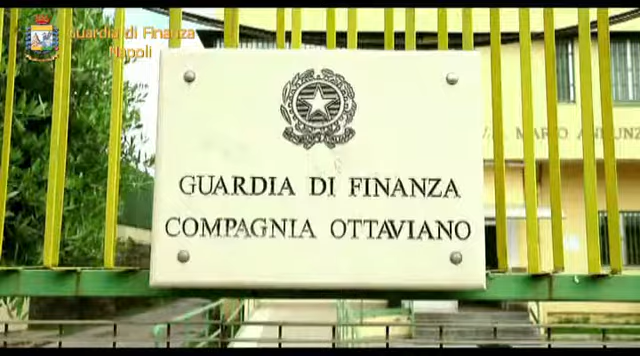 Guardia di Finanza
Napoli
GUARDIA DI FINANZA
COMPAGNIA OTTAVIANO
MARIO